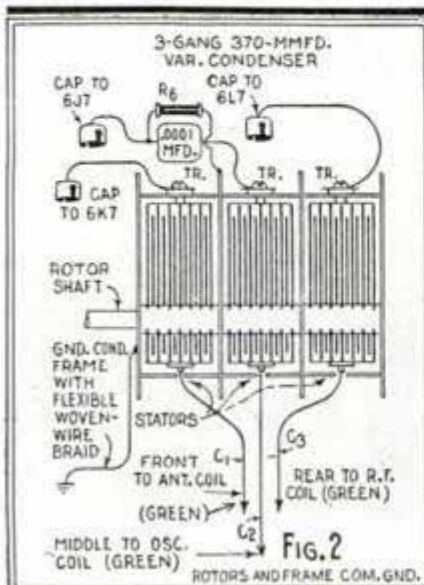 3-GANG 370-MMFD.
VAR. CONDENSER
CAP TO
6J7
R6
CAP TO
6L7
.0001
MFD.
CAP
TO 6K7
TR.
TR.
TR.
ROTOR
SHAFT
GND. COND.
FRAME
WITH
FLEXIBLE
WOVEN-
WIRE
BRAID
STATORS
C1
C3
FRONT
TO ANT. COIL
(GREEN)
REAR TO R.F.
COIL (GREEN)
C2
MIDDLE TO OSC.
COIL (GREEN)
FIG. 2
ROTORS AND FRAME COM. GND.